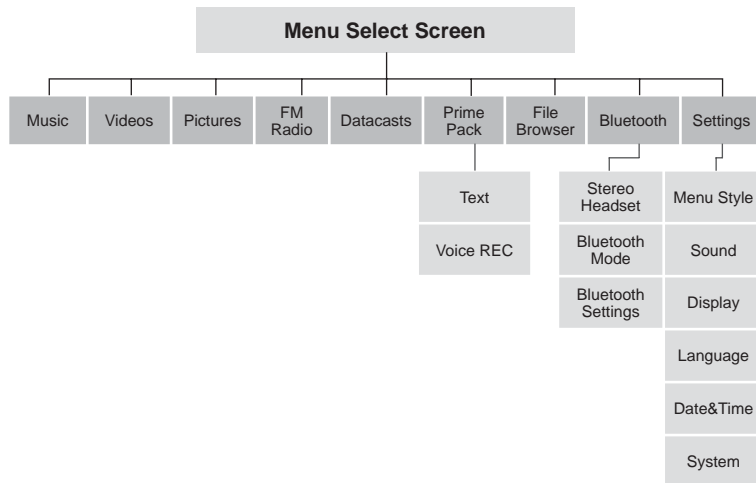 Menu Select Screen
Music
Videos
Pictures
FM
Radio
Datacasts
Prime
Pack
File
Browser
Bluetooth
Settings
Text
Voice REC
Stereo
Headset
Bluetooth
Mode
Bluetooth
Settings
Menu Style
Sound
Display
Language
Date&Time
System